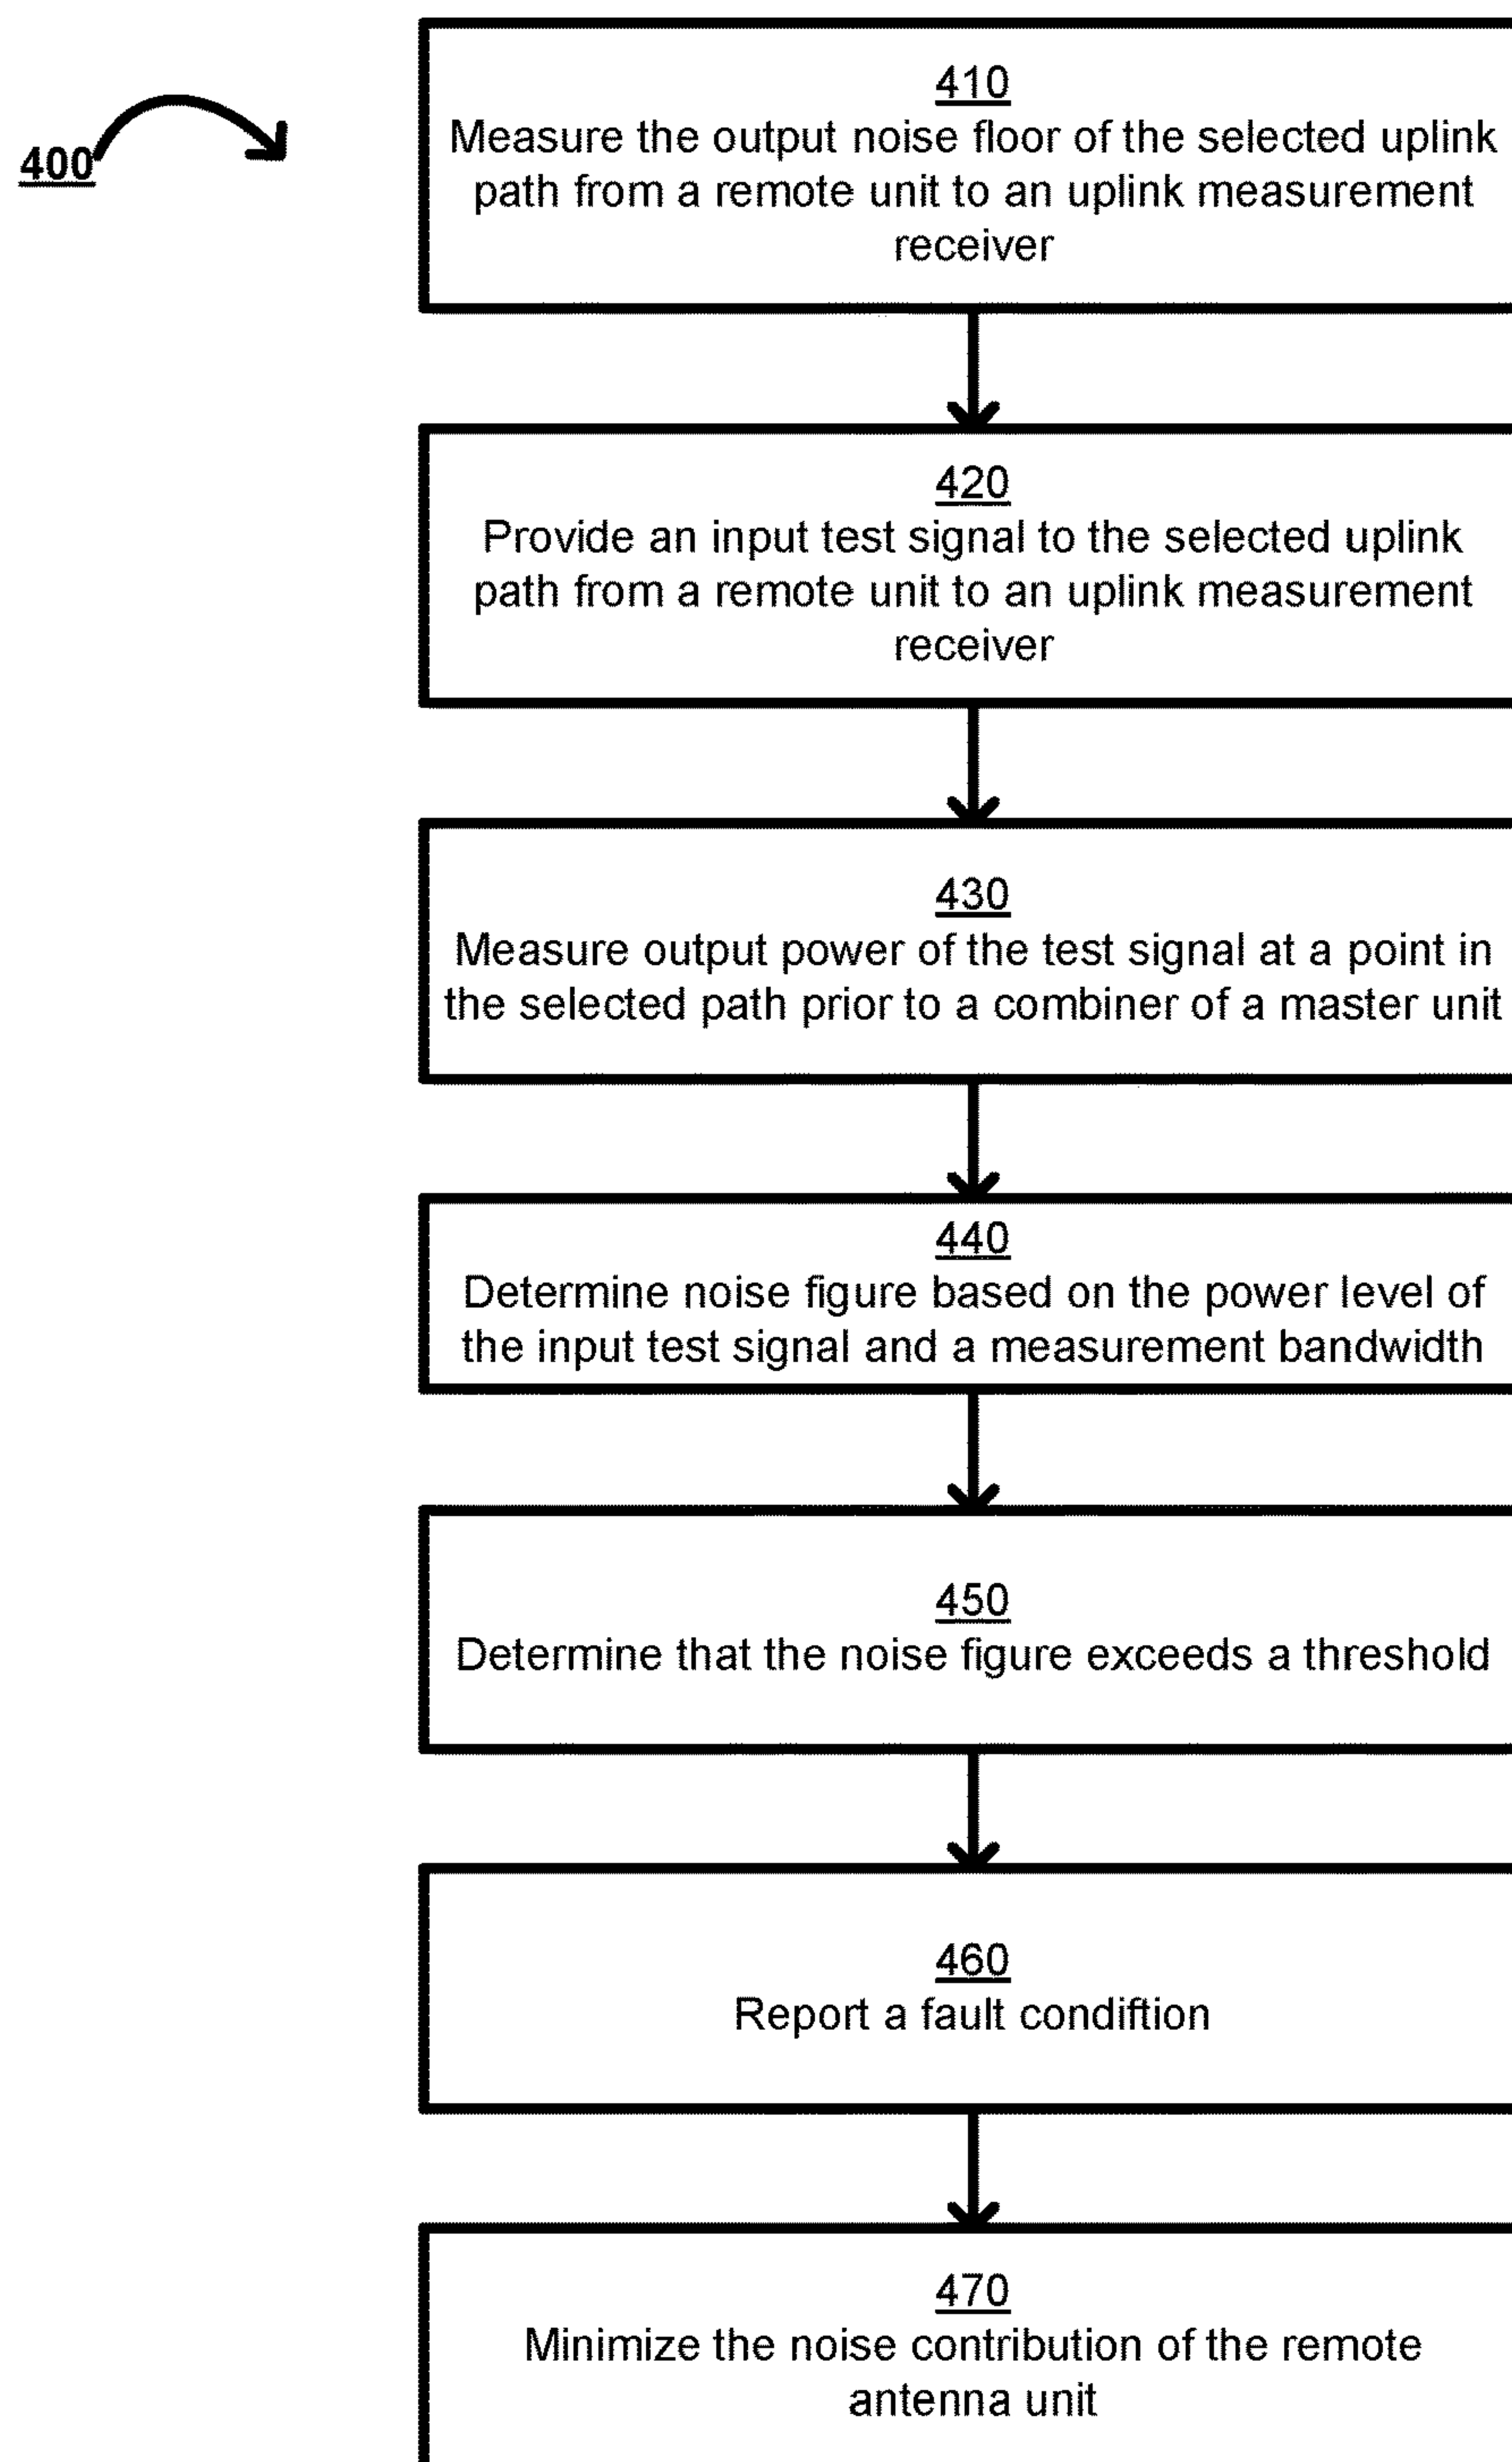 400
410
Measure the output noise floor of the selected uplink
path from a remote unit to an uplink measurement
receiver
420
Provide an input test signal to the selected uplink
path from a remote unit to an uplink measurement
receiver
430
Measure output power of the test signal at a point in
the selected path prior to a combiner of a master unit
440
Determine noise figure based on the power level of
the input test signal and a measurement bandwidth
450
Determine that the noise figure exceeds a threshold
460
Report a fault condiftion
470
Minimize the noise contribution of the remote
antenna unit